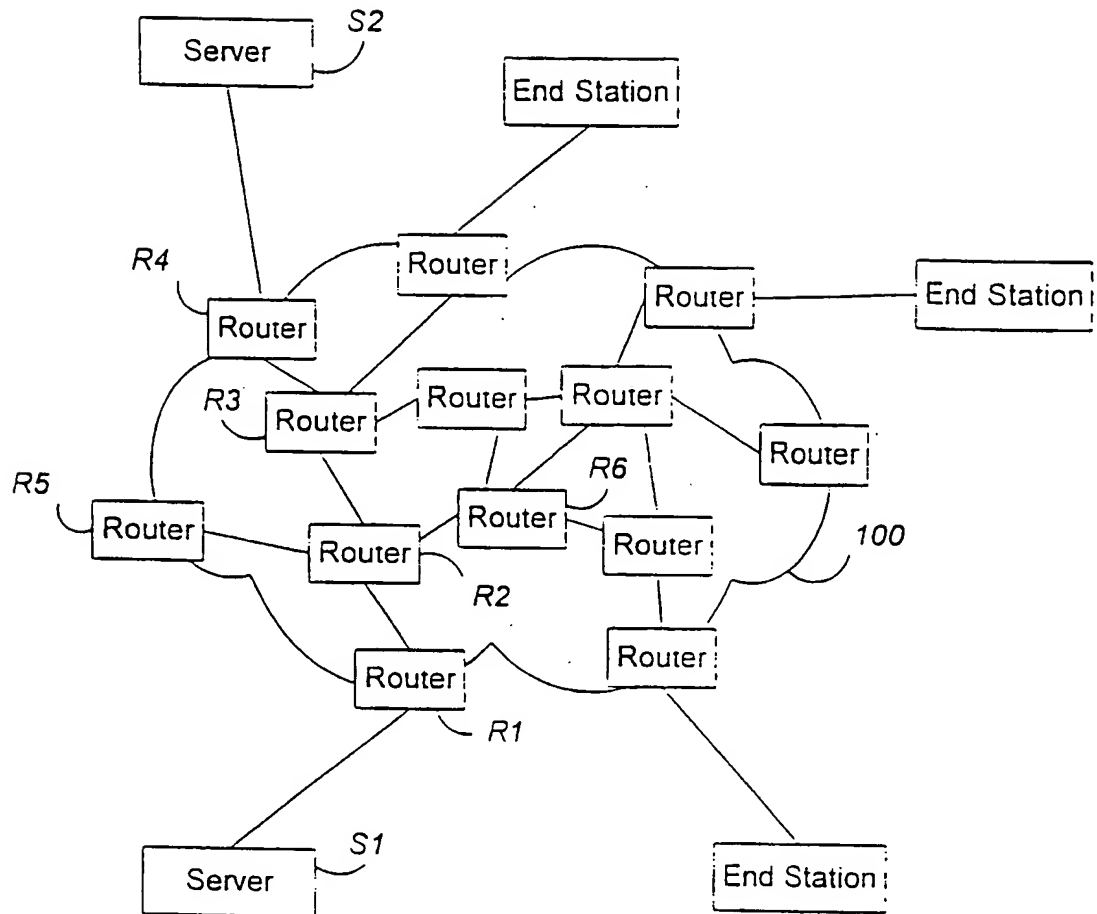 S2
Server
End Station
R4
Router
Router
End Station
Router
R3
Router
Router
Router
R5
Router
R6
Router
Router
Router
100
Router
R2
Router
Router
R1
S1
Server
End Station